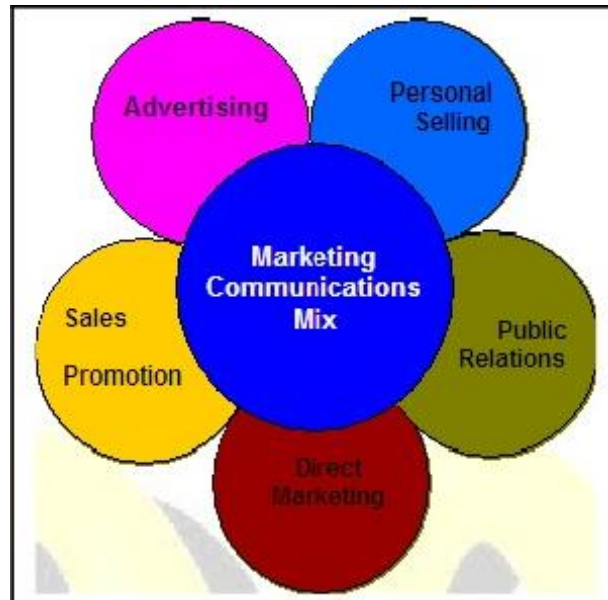 Advertising
Personal
Selling
Marketing
Communications
Mix
Sales
Promotion
Public
Relations
Direct
Marketing